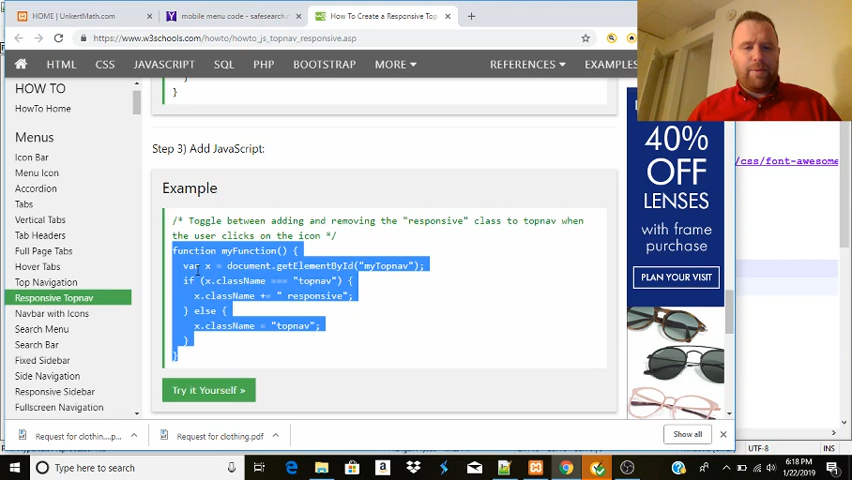 HOME | UnkertMath.com
mobile menu code - safesearch.n
How To Create a Responsive Top
https://www.w3schools.com/howto/howto_js_topnav_responsive.asp
HTML CSS JAVASCRIPT SQL PHP BOOTSTRAP MORE REFERENCES EXAMPLES
HOW TO
HowTo Home
Menus
Icon Bar
Menu Icon
Accordion
Tabs
Vertical Tabs
Tab Headers
Full Page Tabs
Hover Tabs
Top Navigation
Responsive Topnav
Navbar with Icons
Search Menu
Search Bar
Fixed Sidebar
Side Navigation
Responsive Sidebar
Fullscreen Navigation
}
Step 3) Add JavaScript:
Example
/* Toggle between adding and removing the "responsive" class to topnav when
the user clicks on the icon */
function myFunction() {
var x = document.getElementById("myTopnav");
if (x.className === "topnav") {
x.className += " responsive";
} else {
x.className = "topnav";
}
}
Try it Yourself »
40%
OFF
LENSES
with frame
purchase
PLAN YOUR VISIT
/css/font-awesome
Request for clothin....p...
Request for clothing.pdf
Show all
UTF-8
INS
Type here to search
6:18 PM
1/22/2019